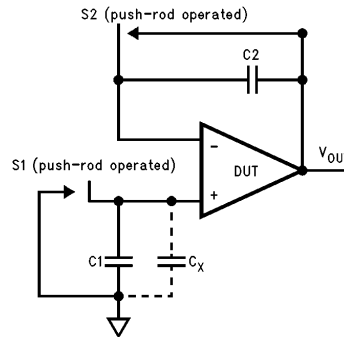 S2 (push-rod operated)
C2
S1 (push-rod operated)
-
DUT
+
C1
CX